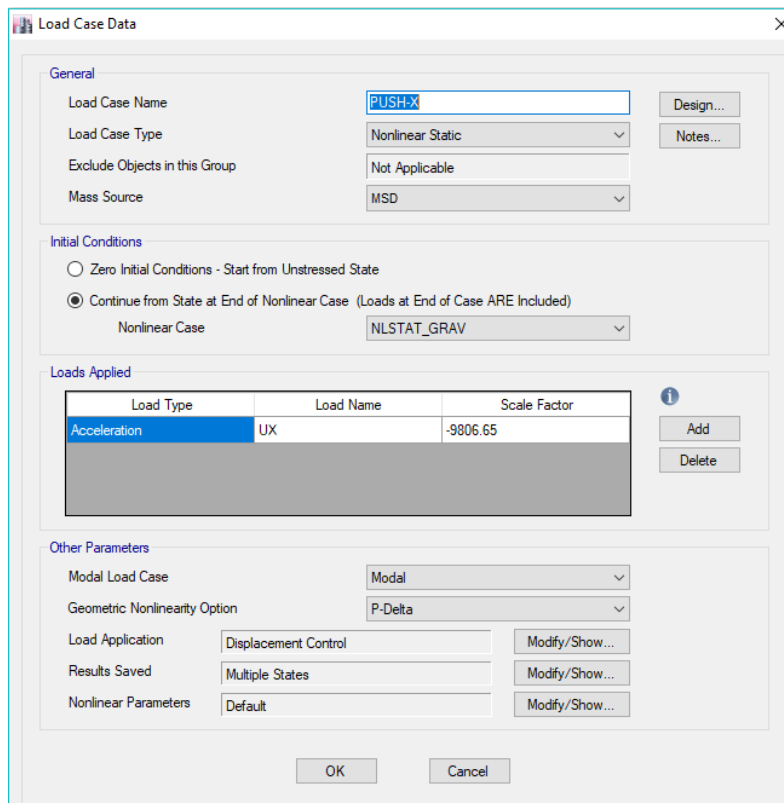 Load Case Data
General
Load Case Name PUSH-X Design...
Load Case Type Nonlinear Static Notes...
Exclude Objects in this Group Not Applicable
Mass Source MSD
Initial Conditions
Zero Initial Conditions - Start from Unstressed State
Continue from State at End of Nonlinear Case (Loads at End of Case ARE Included)
Nonlinear Case NLSTAT_GRAV
Loads Applied
Load Type Load Name Scale Factor
Acceleration UX -9806.65
Add
Delete
Other Parameters
Modal Load Case Modal
Geometric Nonlinearity Option P-Delta
Load Application Displacement Control Modify/Show...
Results Saved Multiple States Modify/Show...
Nonlinear Parameters Default Modify/Show...
OK Cancel